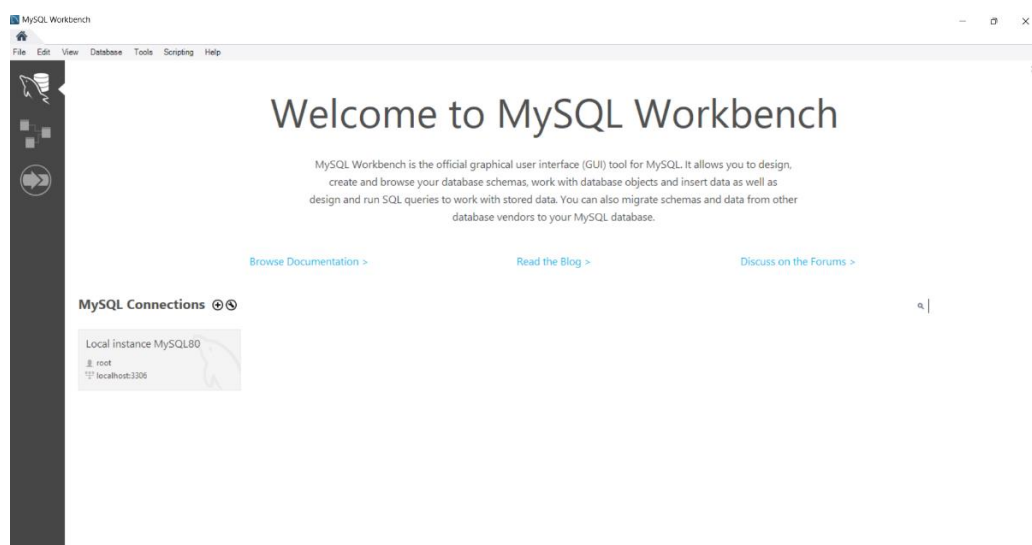 MySQL Workbench
File Edit View Database Tools Scripting Help
Welcome to MySQL Workbench
MySQL Workbench is the official graphical user interface (GUI) tool for MySQL. It allows you to design,
create and browse your database schemas, work with database objects and insert data as well as
design and run SQL queries to work with stored data. You can also migrate schemas and data from other
database vendors to your MySQL database.
Browse Documentation > Read the Blog > Discuss on the Forums >
MySQL Connections
Local instance MySQL80
root
localhost:3306